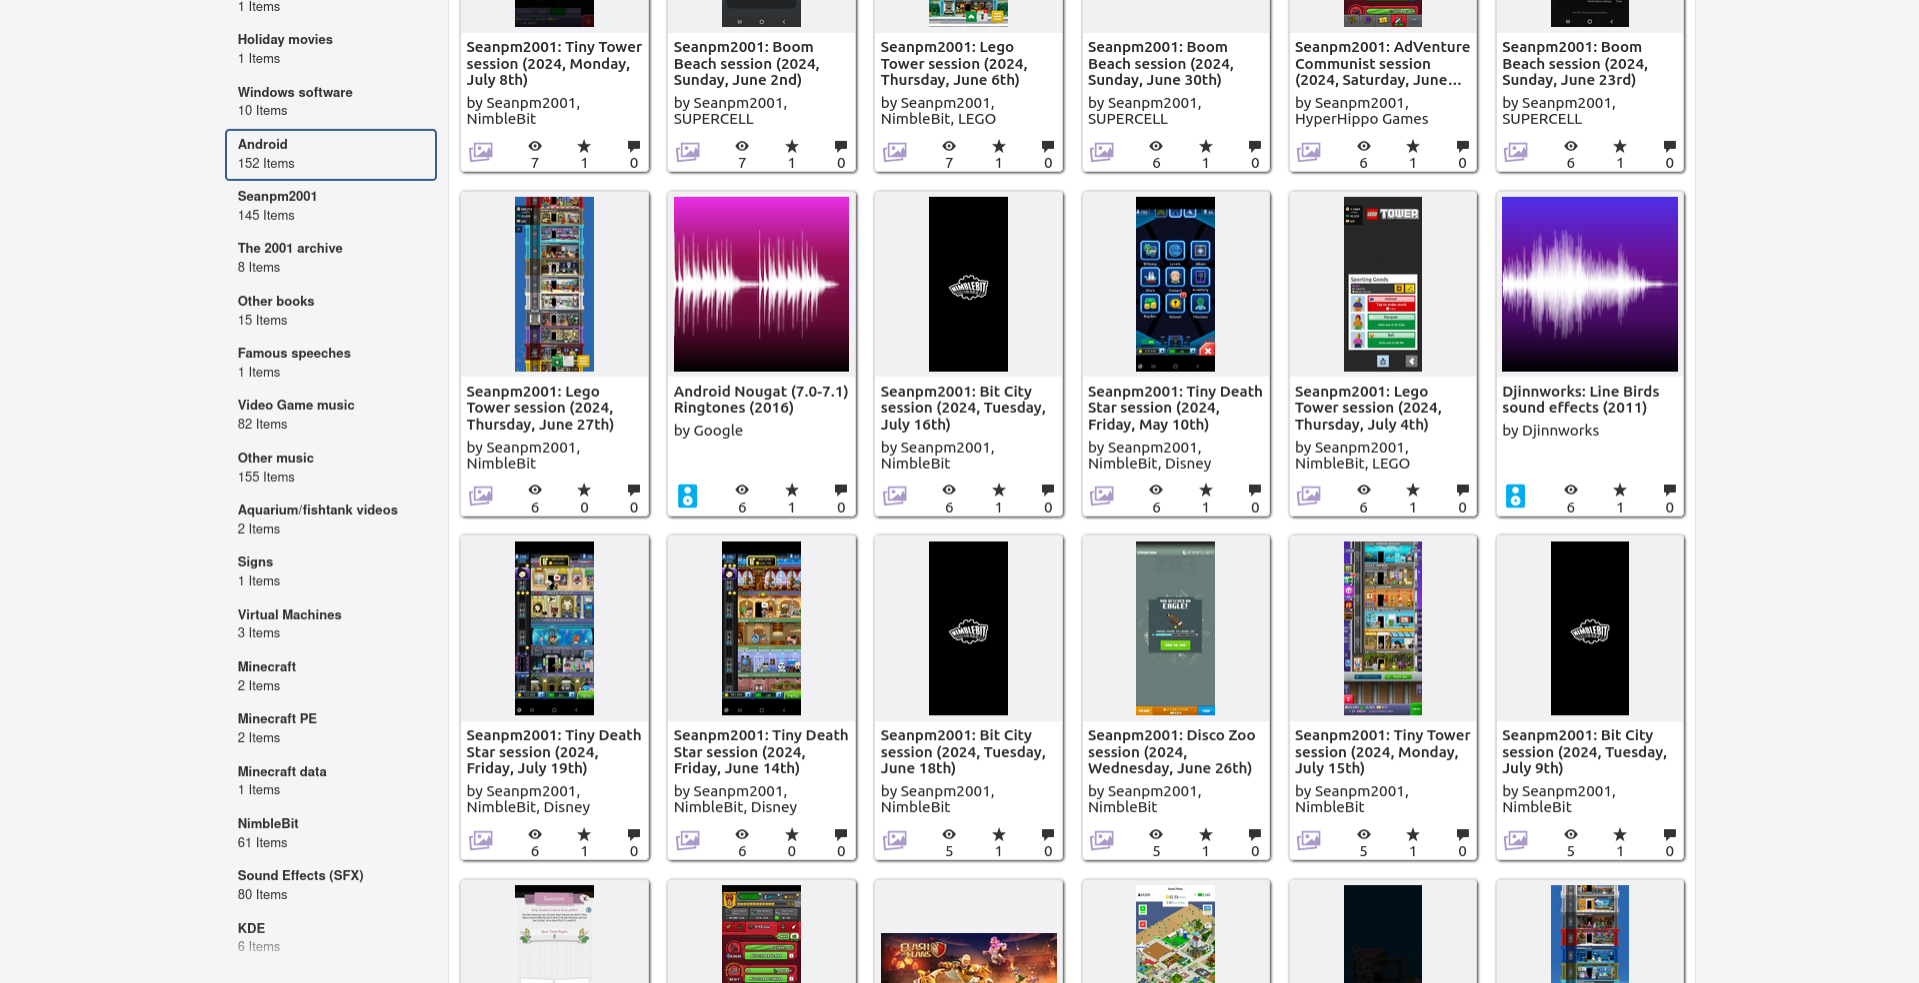 1 Items
Holiday movies
1 Items
Windows software
10 Items
Android
152 Items
Seanpm2001
145 Items
The 2001 archive
8 Items
Other books
15 Items
Famous speeches
1 Items
Video Game music
82 Items
Other music
155 Items
Aquarium/fishtank videos
2 Items
Signs
1 Items
Virtual Machines
3 Items
Minecraft
2 Items
Minecraft PE
2 Items
Minecraft data
1 Items
NimbleBit
61 Items
Sound Effects (SFX)
80 Items
KDE
6 Items
Seanpm2001: Tiny Tower
session (2024, Monday,
July 8th)
by Seanpm2001,
NimbleBit
7 1 0
Seanpm2001: Boom
Beach session (2024,
Sunday, June 2nd)
by Seanpm2001,
SUPERCELL
7 1 0
Seanpm2001: Lego
Tower session (2024,
Thursday, June 6th)
by Seanpm2001,
NimbleBit, LEGO
7 1 0
Seanpm2001: Boom
Beach session (2024,
Sunday, June 30th)
by Seanpm2001,
SUPERCELL
6 1 0
Seanpm2001: AdVenture
Communist session
(2024, Saturday, June...
by Seanpm2001,
HyperHippo Games
6 1 0
Seanpm2001: Boom
Beach session (2024,
Sunday, June 23rd)
by Seanpm2001,
SUPERCELL
6 1 0
Seanpm2001: Lego
Tower session (2024,
Thursday, June 27th)
by Seanpm2001,
NimbleBit
6 0 0
Android Nougat (7.0-7.1)
Ringtones (2016)
by Google
6 1 0
NIMBLEBIT
Seanpm2001: Bit City
session (2024, Tuesday,
July 16th)
by Seanpm2001,
NimbleBit
6 1 0
Seanpm2001: Tiny Death
Star session (2024,
Friday, May 10th)
by Seanpm2001,
NimbleBit, Disney
6 1 0
LEGO TOWER
Sporting Goods
Seanpm2001: Lego
Tower session (2024,
Thursday, July 4th)
by Seanpm2001,
NimbleBit, LEGO
6 1 0
Djinnworks: Line Birds
sound effects (2011)
by Djinnworks
6 1 0
Seanpm2001: Tiny Death
Star session (2024,
Friday, July 19th)
by Seanpm2001,
NimbleBit, Disney
6 1 0
Seanpm2001: Tiny Death
Star session (2024,
Friday, June 14th)
by Seanpm2001,
NimbleBit, Disney
6 0 0
NIMBLEBIT
Seanpm2001: Bit City
session (2024, Tuesday,
June 18th)
by Seanpm2001,
NimbleBit
5 1 0
EAGLE!
Seanpm2001: Disco Zoo
session (2024,
Wednesday, June 26th)
by Seanpm2001,
NimbleBit
5 1 0
Seanpm2001: Tiny Tower
session (2024, Monday,
July 15th)
by Seanpm2001,
NimbleBit
5 1 0
NIMBLEBIT
Seanpm2001: Bit City
session (2024, Tuesday,
July 9th)
by Seanpm2001,
NimbleBit
5 1 0
CLASH
CLANS